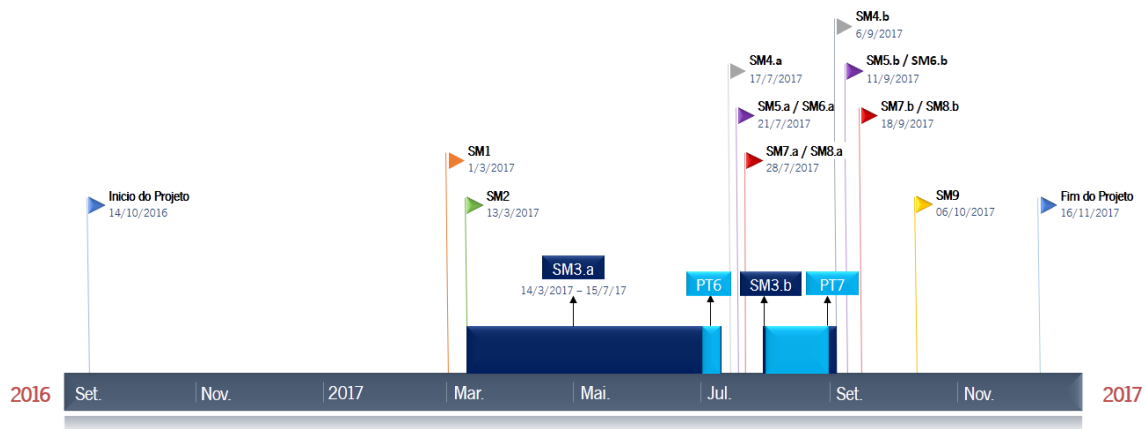 SM4.b
6/9/2017
SM4.a
17/7/2017
SM5.b / SM6.b
11/9/2017
SM5.a / SM6.a
21/7/2017
SM7.b / SM8.b
18/9/2017
SM1
1/3/2017
SM7.a / SM8.a
28/7/2017
Inicio do Projeto
14/10/2016
SM2
13/3/2017
SM9
06/10/2017
Fim do Projeto
16/11/2017
SM3.a
14/3/2017 – 15/7/17
PT6
SM3.b
PT7
2016
Set.
Nov.
2017
Mar.
Mai.
Jul.
Set.
Nov.
2017